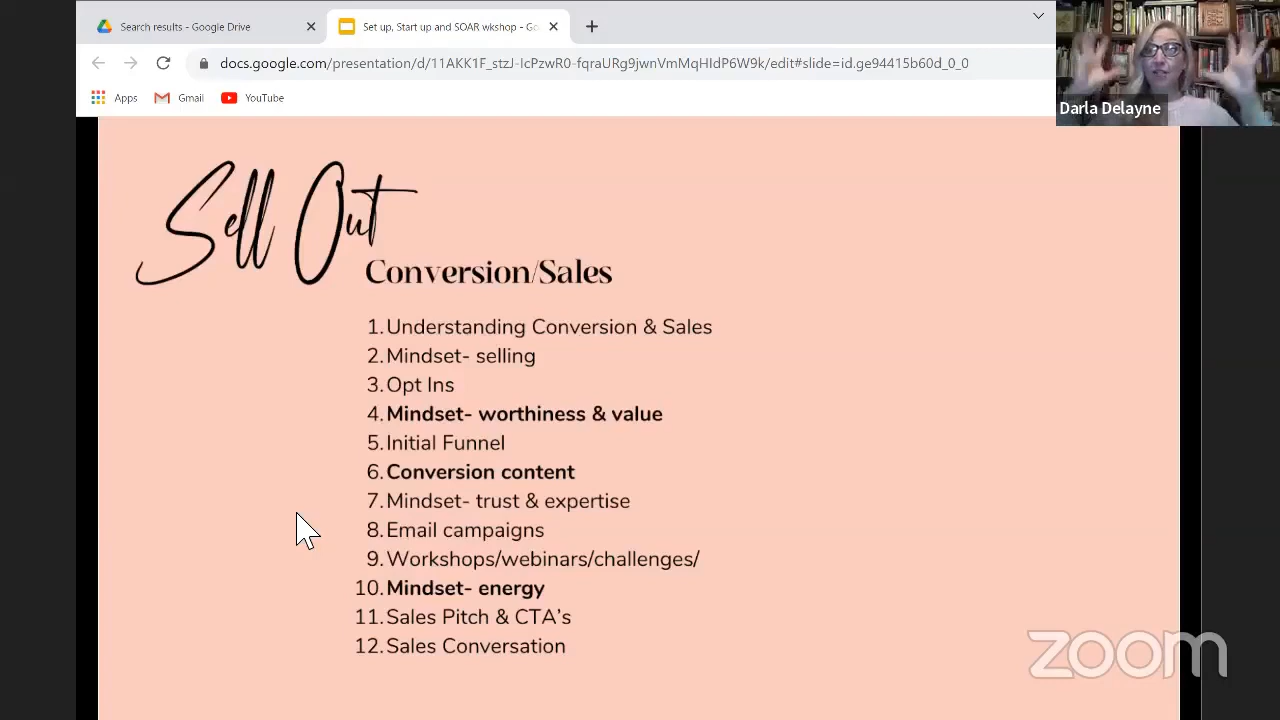 Search results - Google Drive
Set up, Start up and SOAR wkshop - Go
docs.google.com/presentation/d/11AKK1F_stzJ-IcPzwR0-fqraURg9jwnVmMqHIdP6W9k/edit#slide=id.ge94415b60d_0_0
Apps Gmail YouTube
Darla Delayne
Sell Out
Conversion/Sales
1. Understanding Conversion & Sales
2. Mindset- selling
3. Opt Ins
4. Mindset- worthiness & value
5. Initial Funnel
6. Conversion content
7. Mindset- trust & expertise
8. Email campaigns
9. Workshops/webinars/challenges/
10. Mindset- energy
11. Sales Pitch & CTA's
12. Sales Conversation
zoom